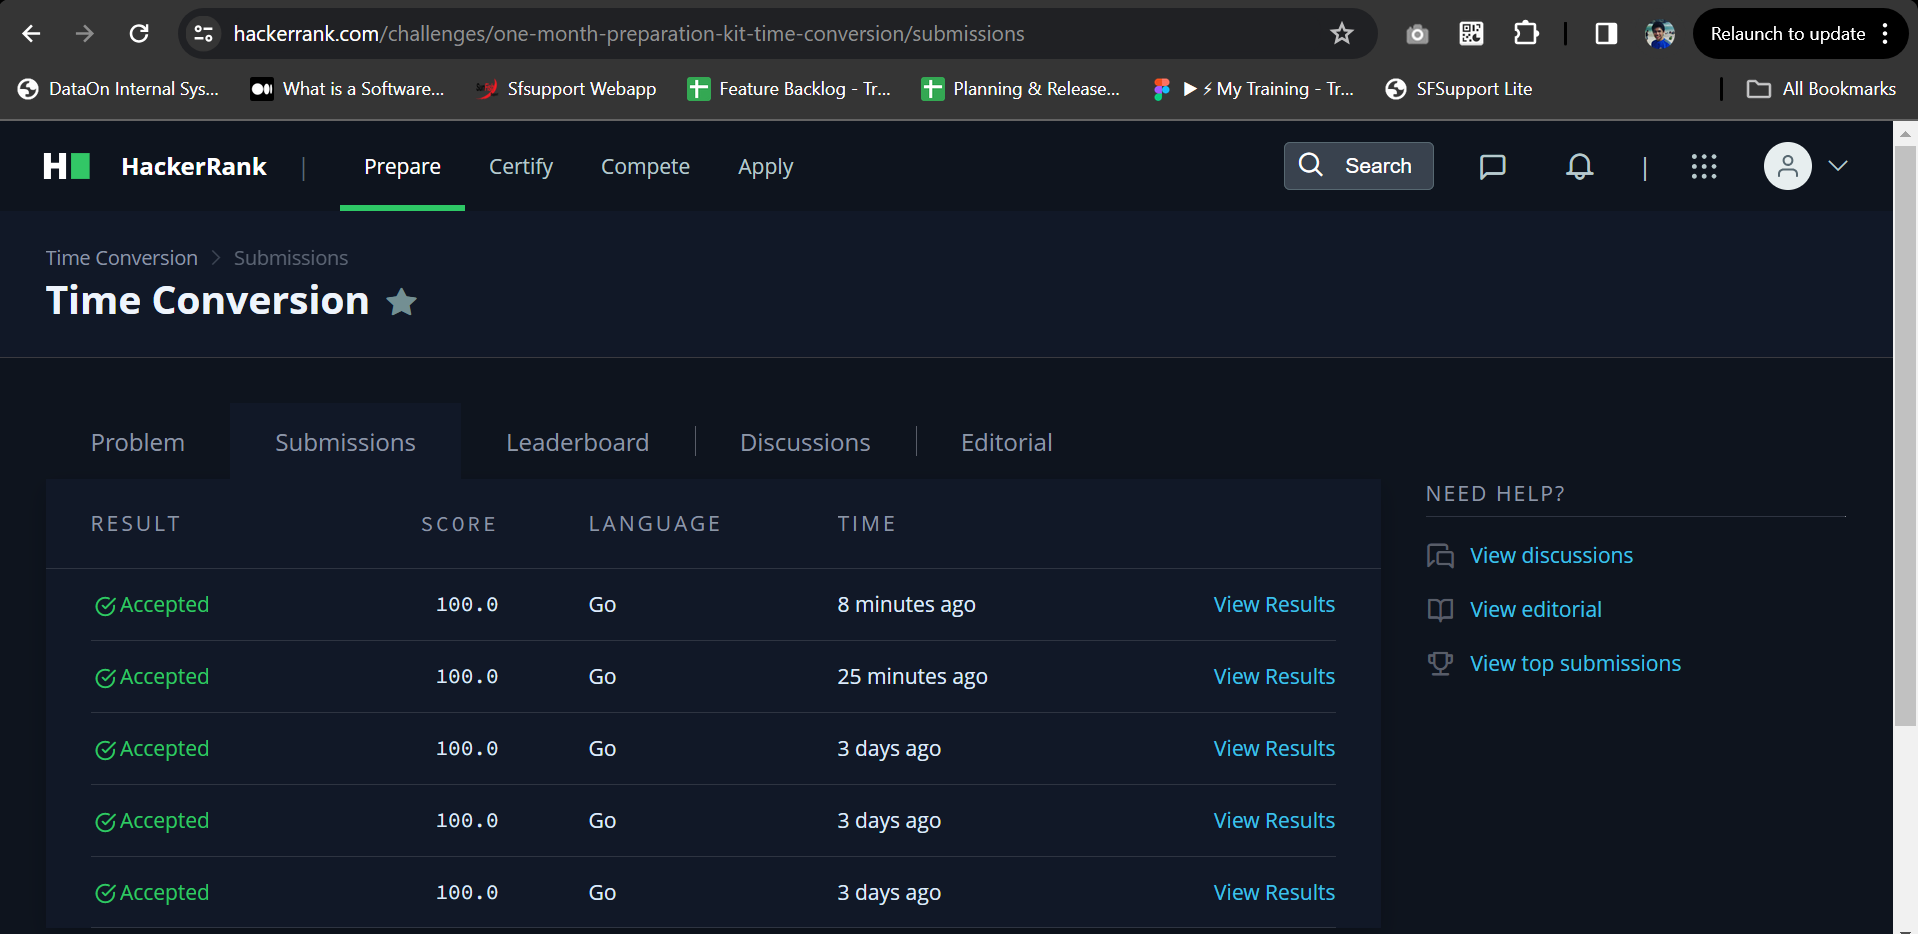 hackerrank.com/challenges/one-month-preparation-kit-time-conversion/submissions
Relaunch to update
DataOn Internal Sys...
What is a Software...
Sfsupport Webapp
Feature Backlog - Tr...
Planning & Release...
▶ ⚡My Training - Tr...
SFSupport Lite
All Bookmarks
H
HackerRank | Prepare Certify Compete Apply
Search
Time Conversion > Submissions
Time Conversion
Problem Submissions Leaderboard Discussions Editorial
RESULT SCORE LANGUAGE TIME
Accepted 100.0 Go 8 minutes ago View Results
Accepted 100.0 Go 25 minutes ago View Results
Accepted 100.0 Go 3 days ago View Results
Accepted 100.0 Go 3 days ago View Results
Accepted 100.0 Go 3 days ago View Results
NEED HELP?
View discussions
View editorial
View top submissions